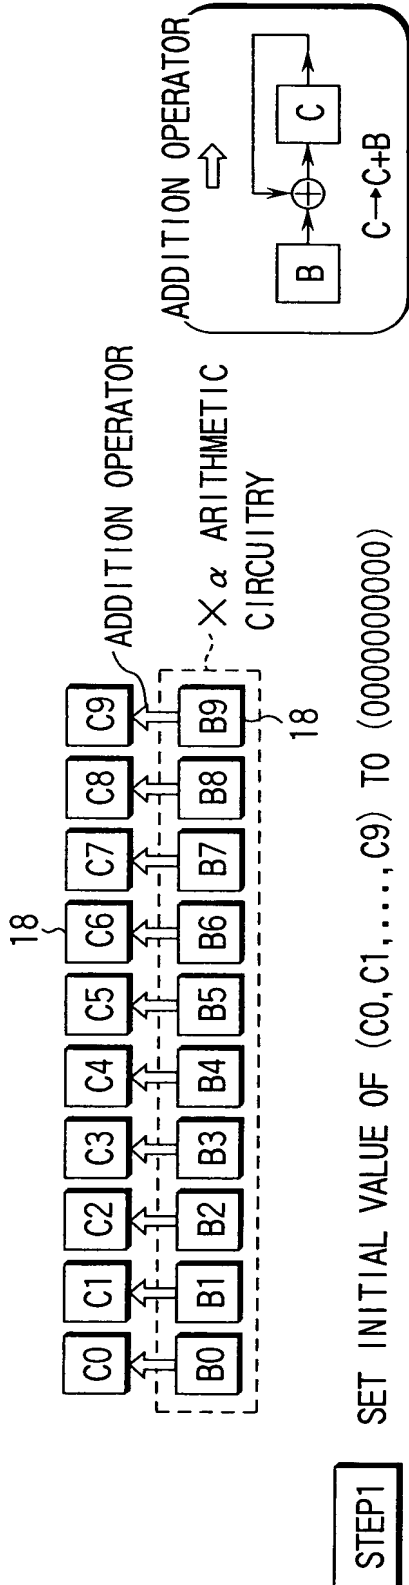 18
C0 C1 C2 C3 C4 C5 C6 C7 C8 C9
ADDITION OPERATOR
B0 B1 B2 B3 B4 B5 B6 B7 B8 B9
× α ARITHMETIC
CIRCUITRY
18
ADDITION OPERATOR
B
C
C→C+B
STEP1
SET INITIAL VALUE OF (C0,C1,....,C9) TO (0000000000)